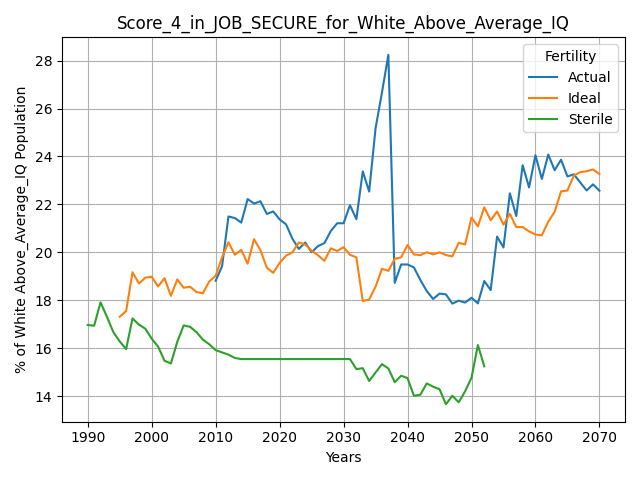 Score_4_in_JOB_SECURE_for_White_Above_Average_IQ
% of White Above_Average_IQ Population
28
26
24
22
20
18
16
14
Fertility
Actual
Ideal
Sterile
1990 2000 2010 2020 2030 2040 2050 2060 2070
Years